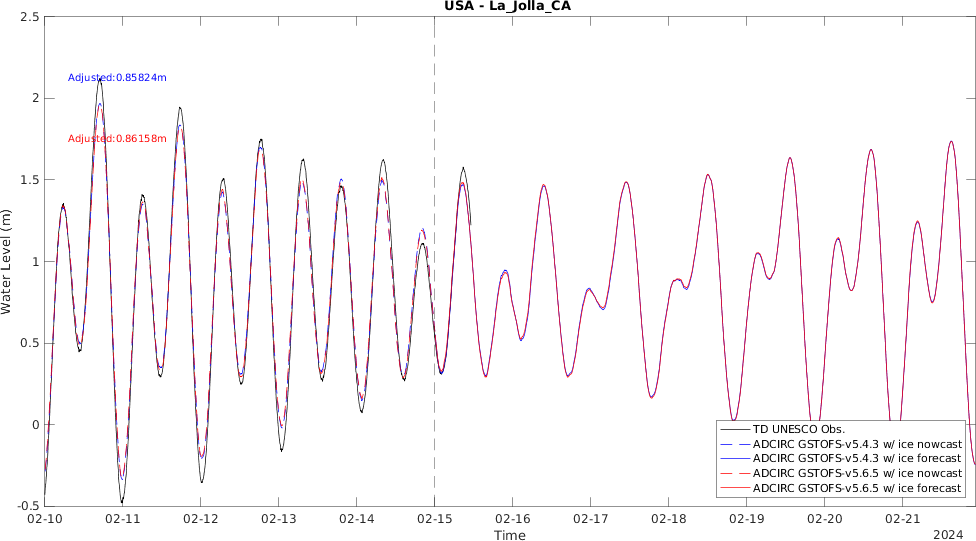 USA - La_Jolla_CA
2.5
2
1.5
1
0.5
0
-0.5
Water Level (m)
Adjusted:0.85824m
Adjusted:0.86158m
TD UNESCO Obs.
ADCIRC GSTOFS-v5.4.3 w/ ice nowcast
ADCIRC GSTOFS-v5.4.3 w/ ice forecast
ADCIRC GSTOFS-v5.6.5 w/ ice nowcast
ADCIRC GSTOFS-v5.6.5 w/ ice forecast
02-10 02-11 02-12 02-13 02-14 02-15 02-16 02-17 02-18 02-19 02-20 02-21
Time
2024